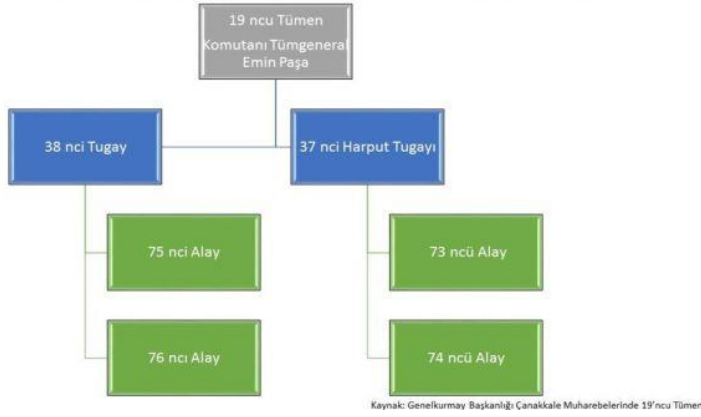 19 ncu Tümen
Komutanı Tümgeneral
Emin Paşa
38 nci Tugay
37 nci Harput Tugayı
75 nci Alay
73 ncü Alay
76 ncı Alay
74 ncü Alay
Kaynak: Genelkurmay Başkanlığı Çanakkale Muharebelerinde 19'ncu Tümen